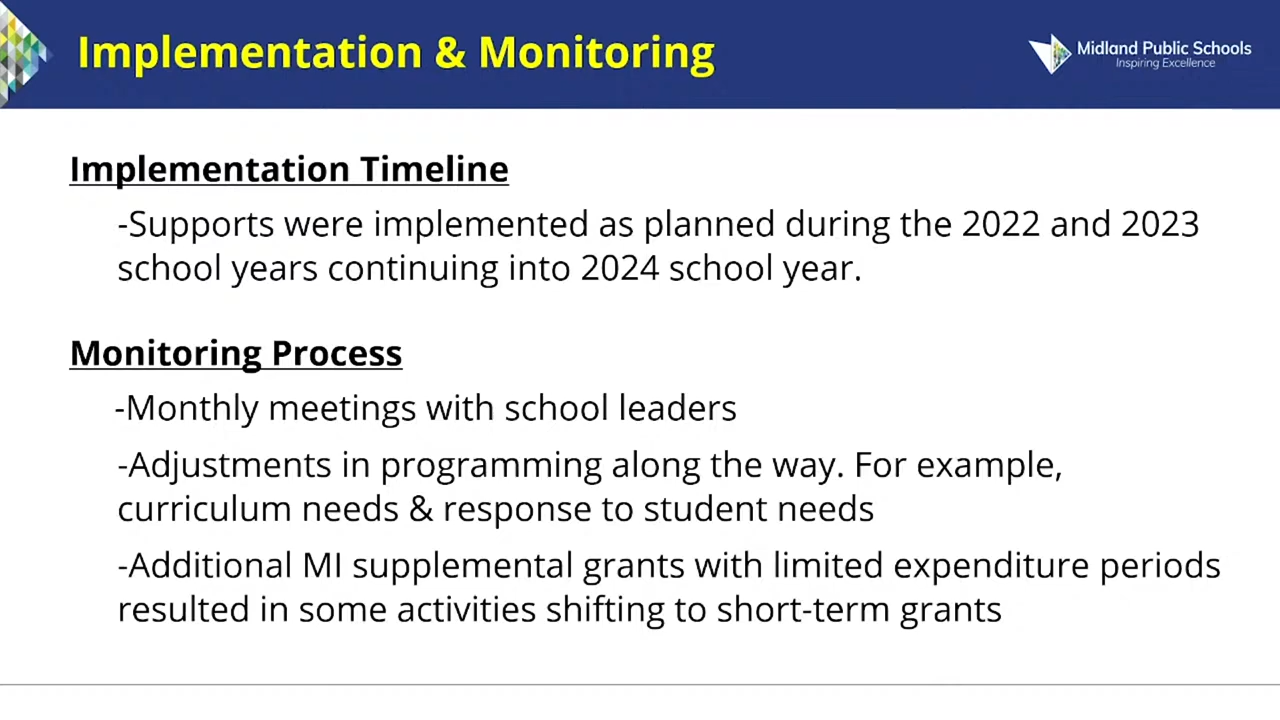 Implementation & Monitoring
Midland Public Schools
Inspiring Excellence
Implementation Timeline
-Supports were implemented as planned during the 2022 and 2023
school years continuing into 2024 school year.
Monitoring Process
-Monthly meetings with school leaders
-Adjustments in programming along the way. For example,
curriculum needs & response to student needs
-Additional MI supplemental grants with limited expenditure periods
resulted in some activities shifting to short-term grants